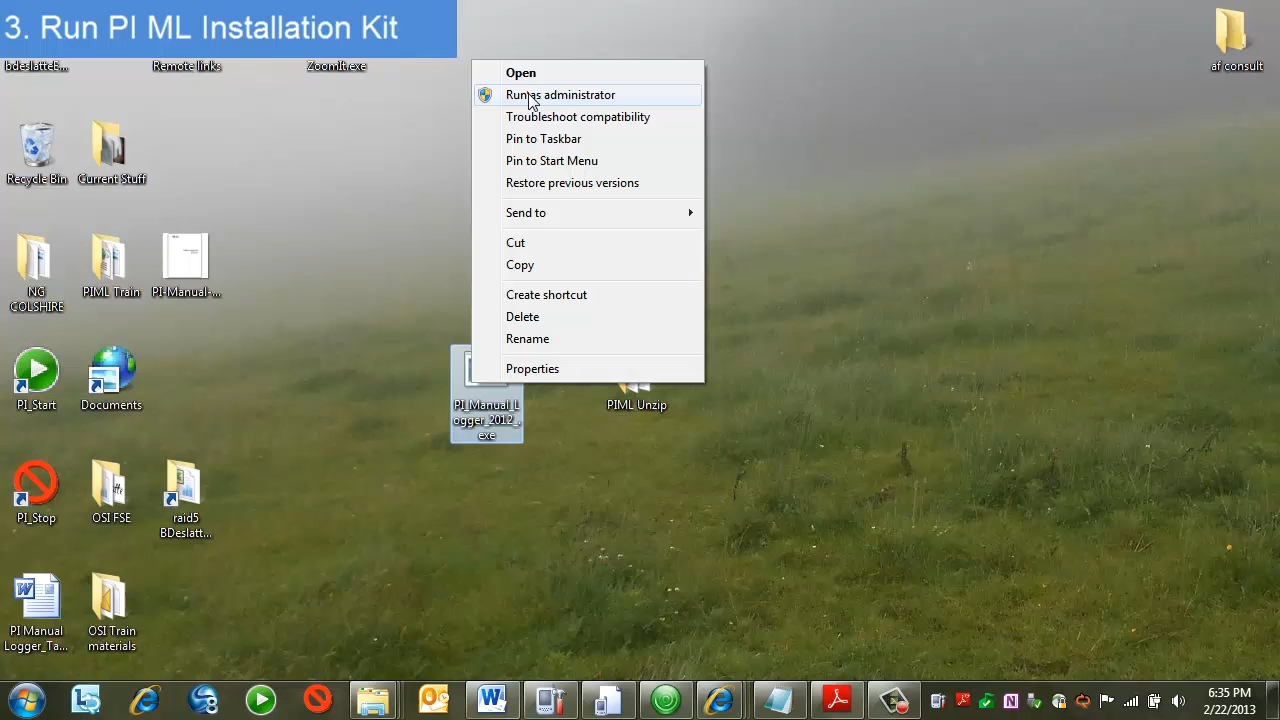 3. Run PI ML Installation Kit
bdeslatteE...
Remote links
ZoomIt.exe
af consult
Open
Run as administrator
Troubleshoot compatibility
Pin to Taskbar
Pin to Start Menu
Restore previous versions
Send to
Cut
Copy
Create shortcut
Delete
Rename
Properties
Recycle Bin
Current Stuff
NG
COLSHIRE
PIML Train
PI-Manual-...
PI_Start
Documents
PI_Manual_L
ogger_2012_.
exe
PIML Unzip
PI_Stop
OSI FSE
raid5
BDeslatt...
PI Manual
Logger_Ta...
OSI Train
materials
6:35 PM
2/22/2013